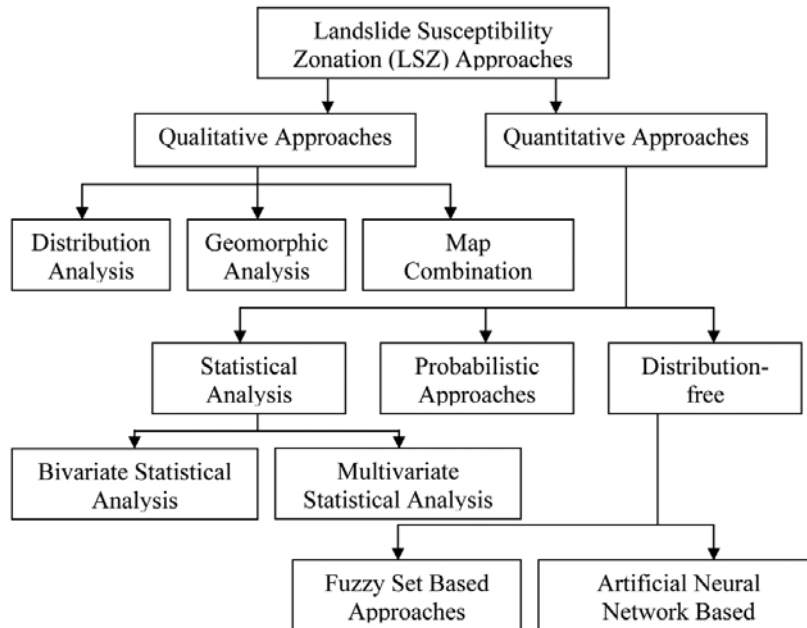 Landslide Susceptibility
Zonation (LSZ) Approaches
Qualitative Approaches
Quantitative Approaches
Distribution
Analysis
Geomorphic
Analysis
Map
Combination
Statistical
Analysis
Probabilistic
Approaches
Distribution-
free
Bivariate Statistical
Analysis
Multivariate
Statistical Analysis
Fuzzy Set Based
Approaches
Artificial Neural
Network Based